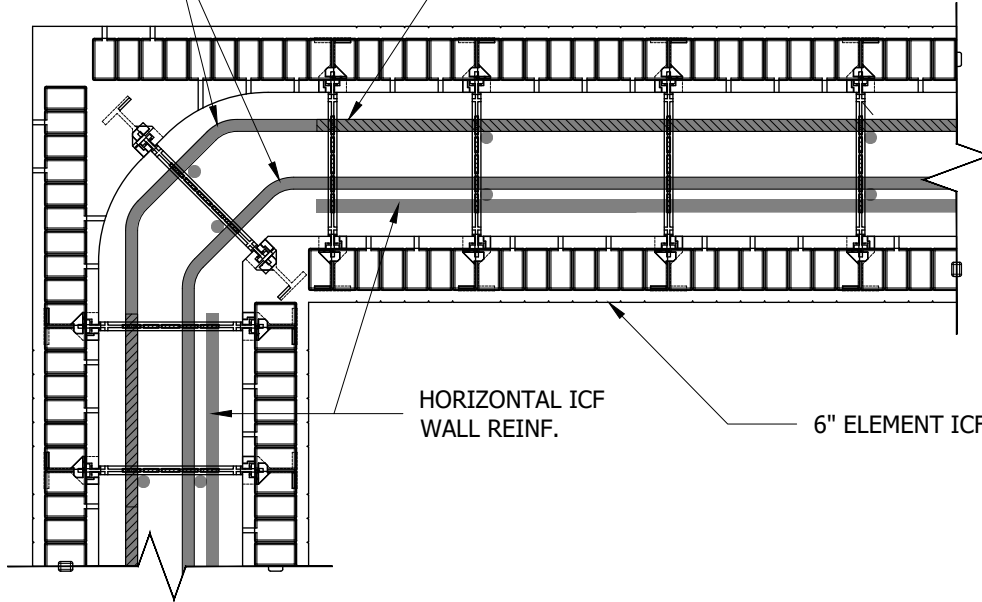 HORIZONTAL ICF
WALL REINF.
6" ELEMENT ICF